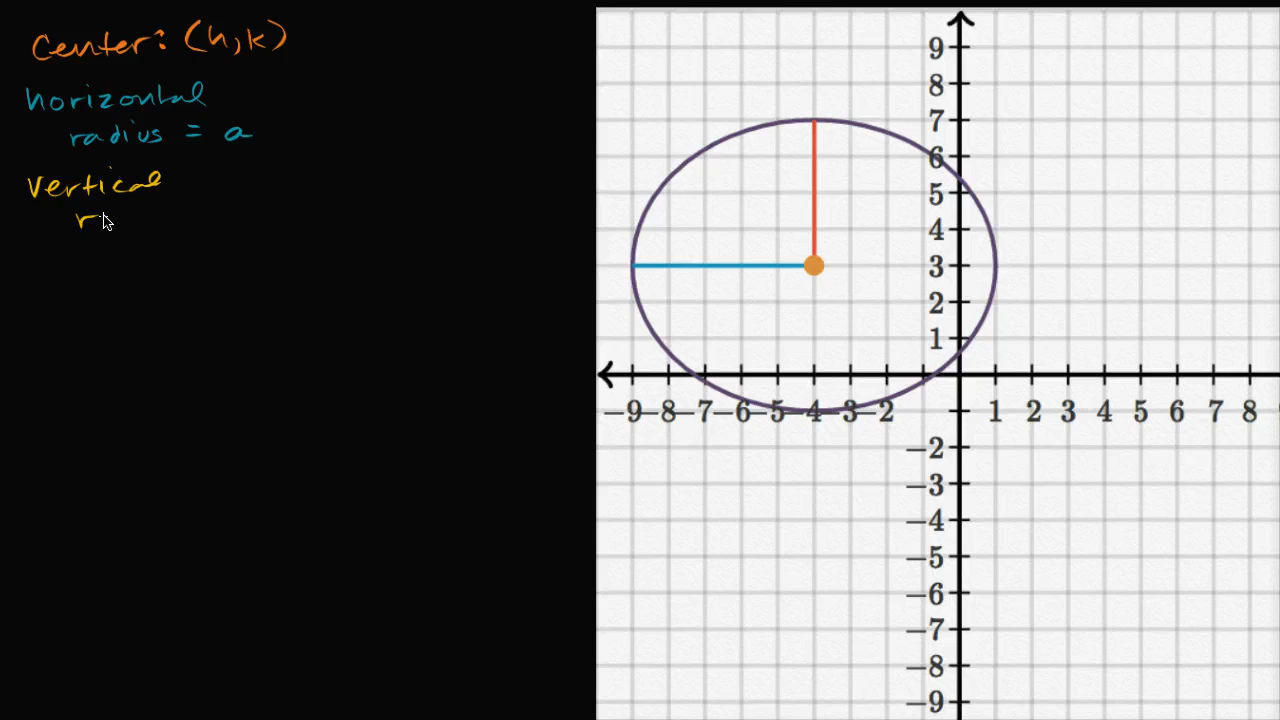 Center: (h,k)
horizontal
radius = a
vertical
r
9
8
7
6
5
4
3
2
1
−9 −8 −7 −6 −5 −4 −3 −2 1 2 3 4 5 6 7 8
−2
−3
−4
−5
−6
−7
−8
−9